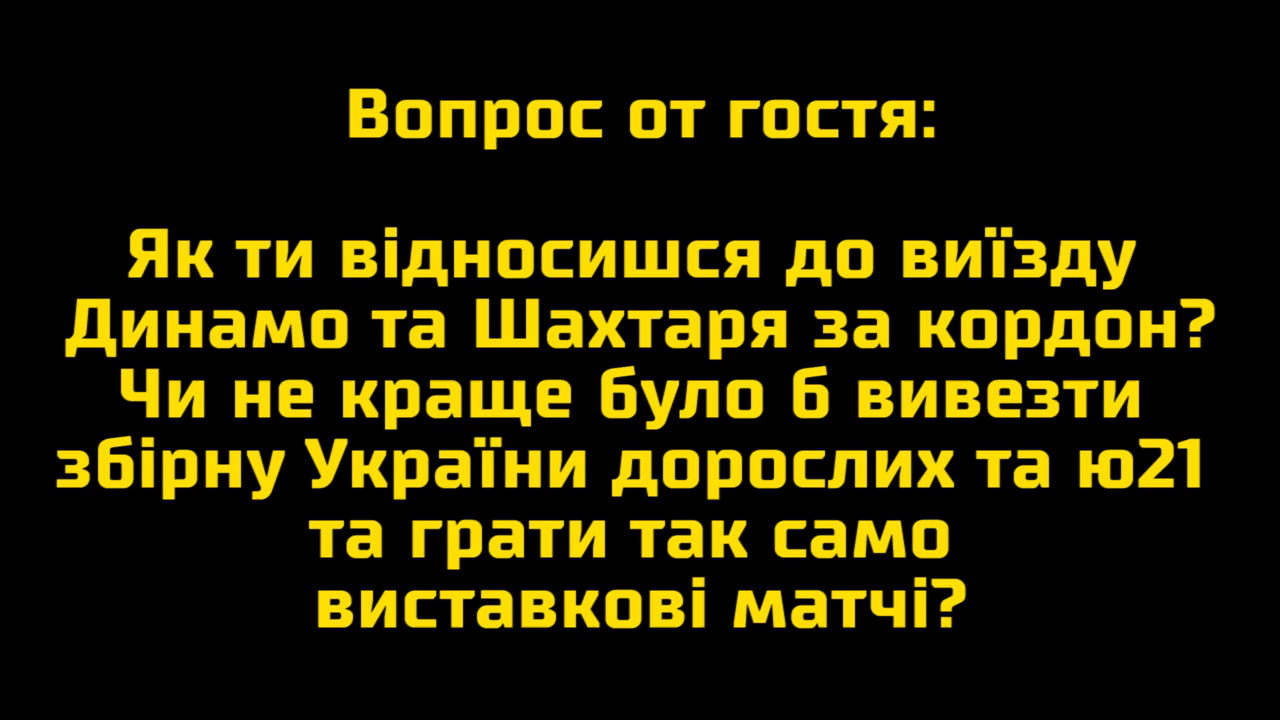 Вопрос от гостя:
Як ти відносишся до виїзду
Динамо та Шахтаря за кордон?
Чи не краще було б вивезти
збірну України дорослих та ю21
та грати так само
виставкові матчі?